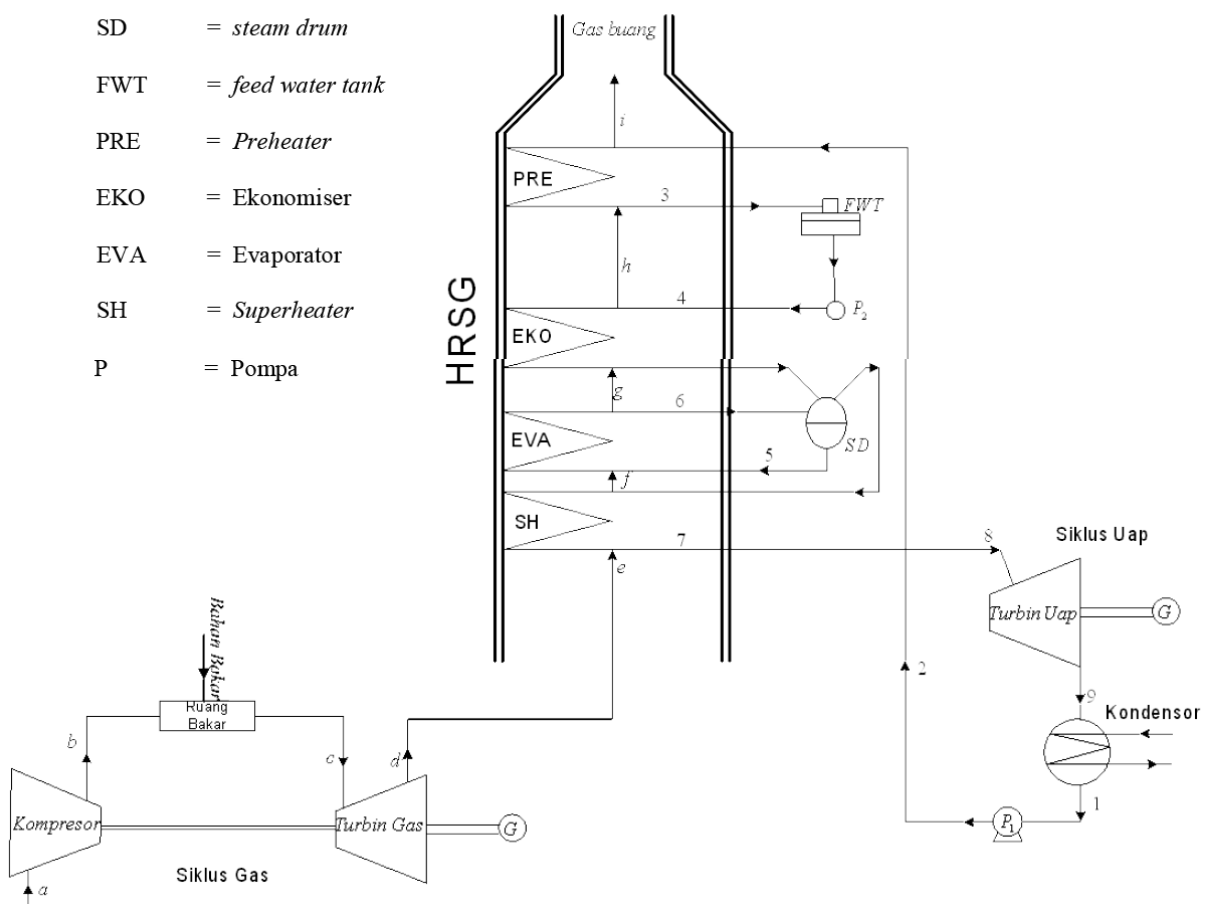 SD = steam drum
FWT = feed water tank
PRE = Preheater
EKO = Ekonomiser
EVA = Evaporator
SH = Superheater
P = Pompa
Gas buang
i
PRE
3
FWT
h
HRSG
4
P2
EKO
g
6
EVA
5
SD
f
SH
7
8
Siklus Uap
e
Turbin Uap
G
Bahan Bakar
2
9
Ruang
Bakar
Kondensor
b
c
d
1
Kompresor
Turbin Gas
G
P1
Siklus Gas
a